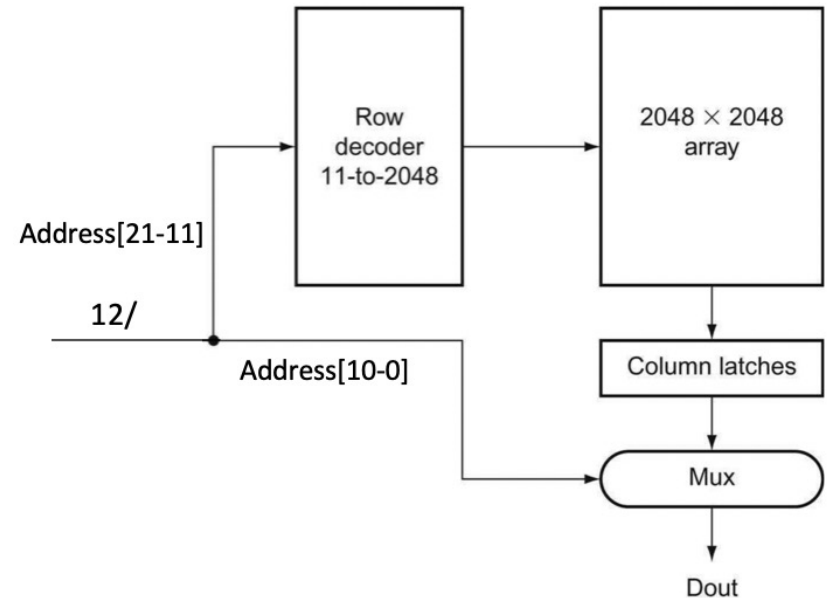 Row
decoder
11-to-2048
2048 × 2048
array
Address[21-11]
12/
Address[10-0]
Column latches
Mux
Dout